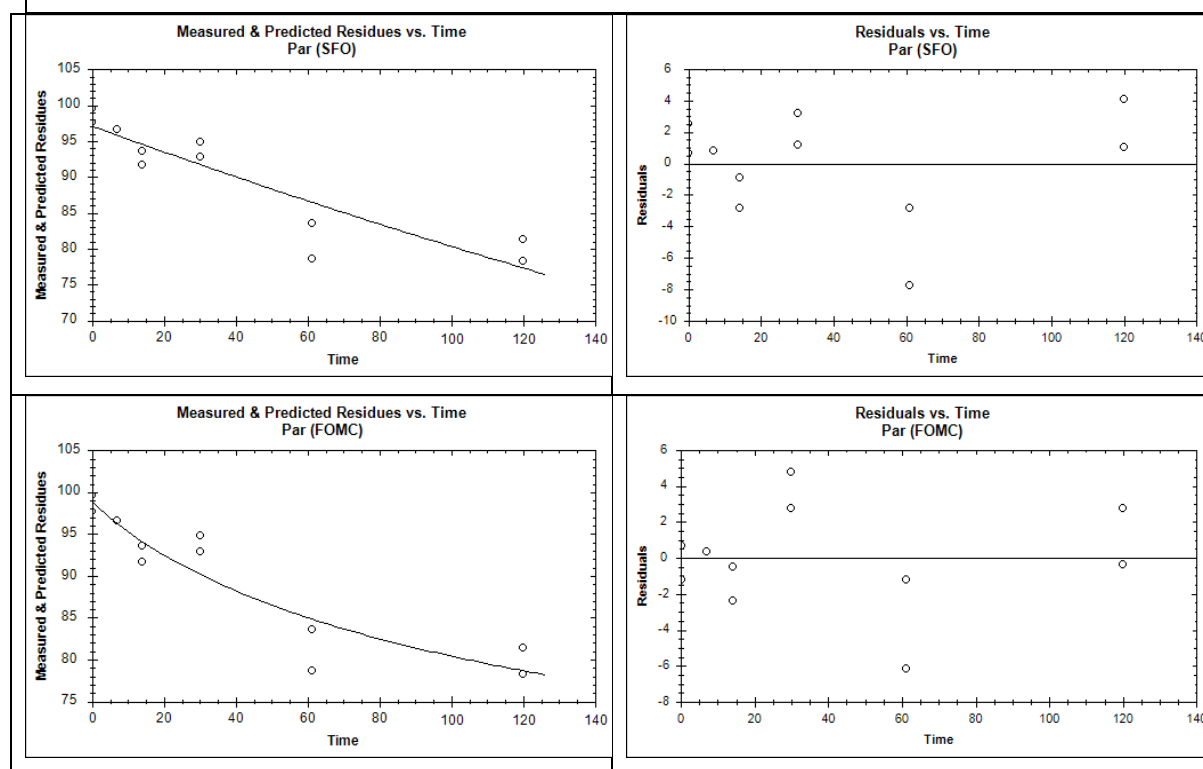 Measured & Predicted Residues vs. Time
Par (SFO)
Measured & Predicted Residues
105
100
95
90
85
80
75
70
0 20 40 60 80 100 120 140
Time
Residuals vs. Time
Par (SFO)
Residuals
6
4
2
0
-2
-4
-6
-8
-10
0 20 40 60 80 100 120 140
Time
Measured & Predicted Residues vs. Time
Par (FOMC)
Measured & Predicted Residues
105
100
95
90
85
80
75
0 20 40 60 80 100 120 140
Time
Residuals vs. Time
Par (FOMC)
Residuals
6
4
2
0
-2
-4
-6
-8
0 20 40 60 80 100 120 140
Time